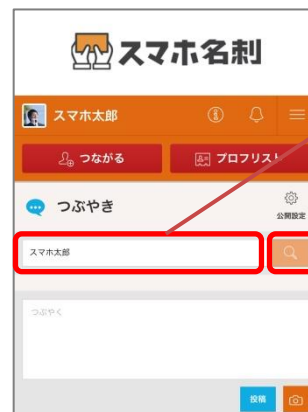 スマホ名刺
スマホ太郎
つながる
プロフリスト
つぶやき
公開設定
スマホ太郎
つぶやく
投稿